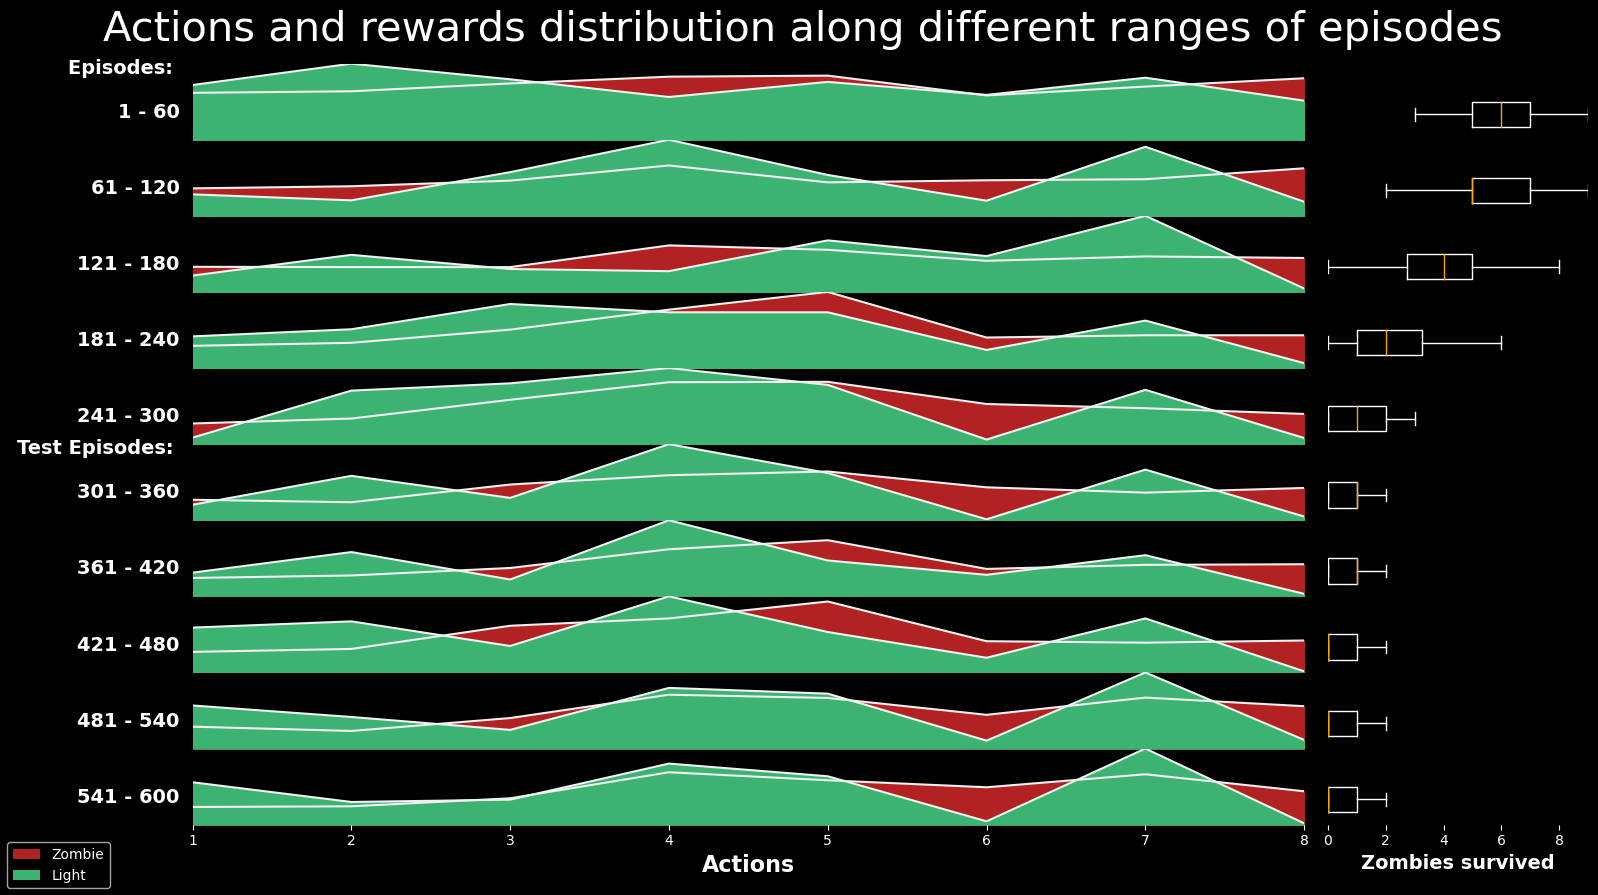 Actions and rewards distribution along different ranges of episodes
Episodes:
1 - 60
61 - 120
121 - 180
181 - 240
241 - 300
Test Episodes:
301 - 360
361 - 420
421 - 480
481 - 540
541 - 600
1 2 3 4 5 6 7 8
0 2 4 6 8
Actions
Zombies survived
Zombie
Light